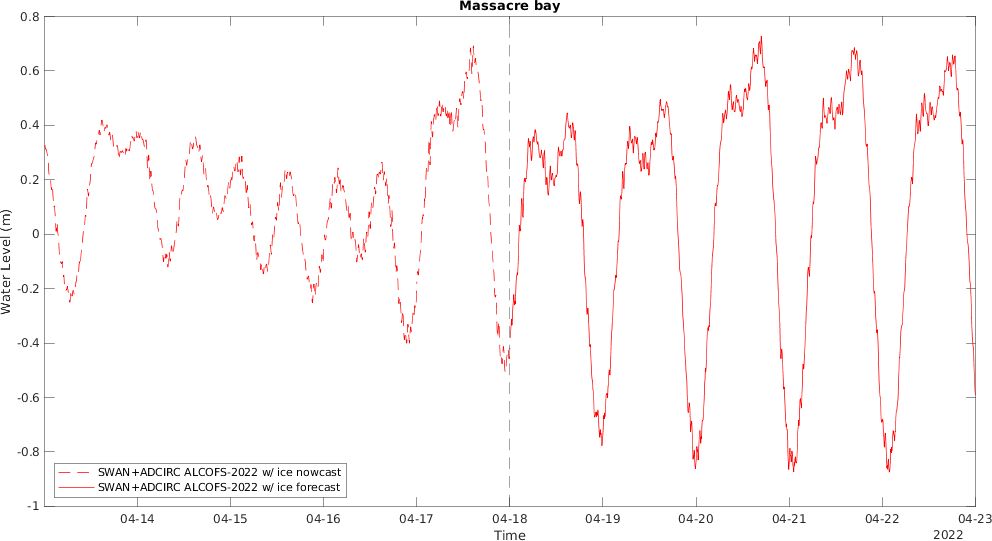 Massacre bay
Water Level (m)
0.8
0.6
0.4
0.2
0
-0.2
-0.4
-0.6
-0.8
-1
SWAN+ADCIRC ALCOFS-2022 w/ ice nowcast
SWAN+ADCIRC ALCOFS-2022 w/ ice forecast
04-14 04-15 04-16 04-17 04-18 04-19 04-20 04-21 04-22 04-23
Time
2022